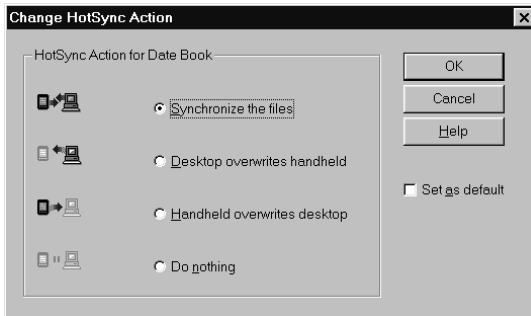 Change HotSync Action
HotSync Action for Date Book
Synchronize the files
Desktop overwrites handheld
Handheld overwrites desktop
Do nothing
OK
Cancel
Help
Set as default